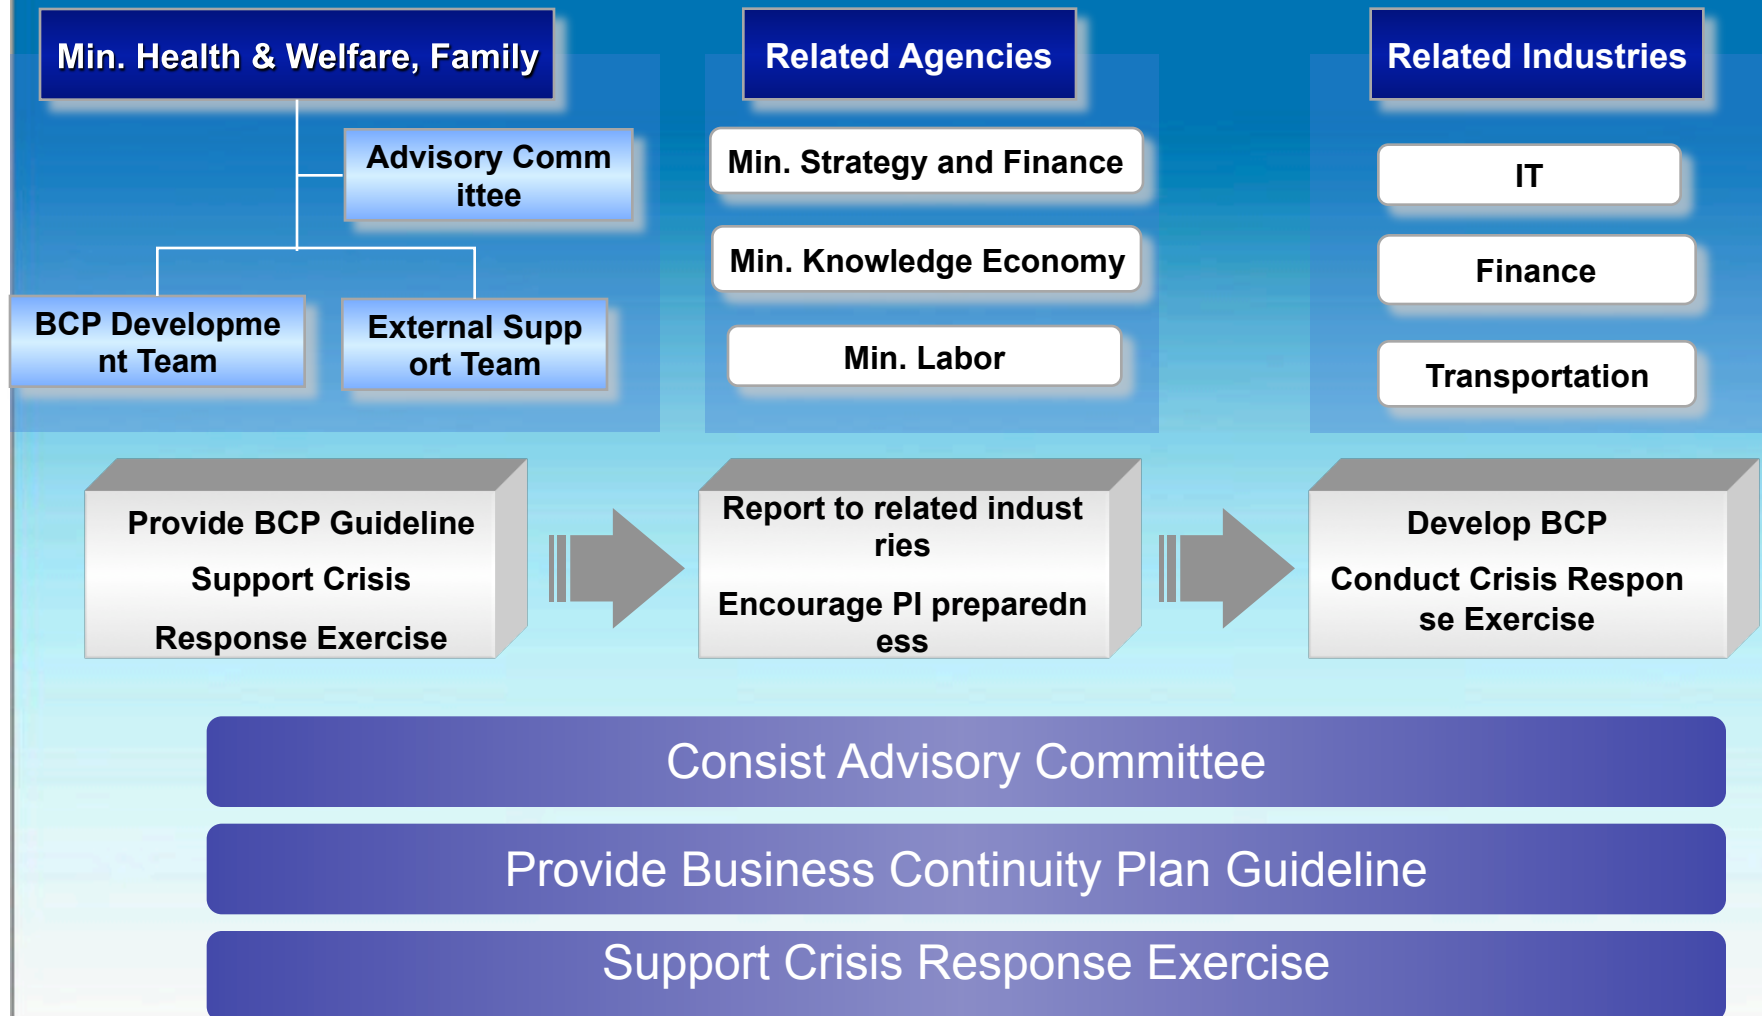 Min. Health & Welfare, Family
Advisory Comm
ittee
BCP Developme
nt Team
External Supp
ort Team
Related Agencies
Min. Strategy and Finance
Min. Knowledge Economy
Min. Labor
Related Industries
IT
Finance
Transportation
Provide BCP Guideline
Support Crisis
Response Exercise
Report to related indust
ries
Encourage PI preparedn
ess
Develop BCP
Conduct Crisis Respon
se Exercise
Consist Advisory Committee
Provide Business Continuity Plan Guideline
Support Crisis Response Exercise